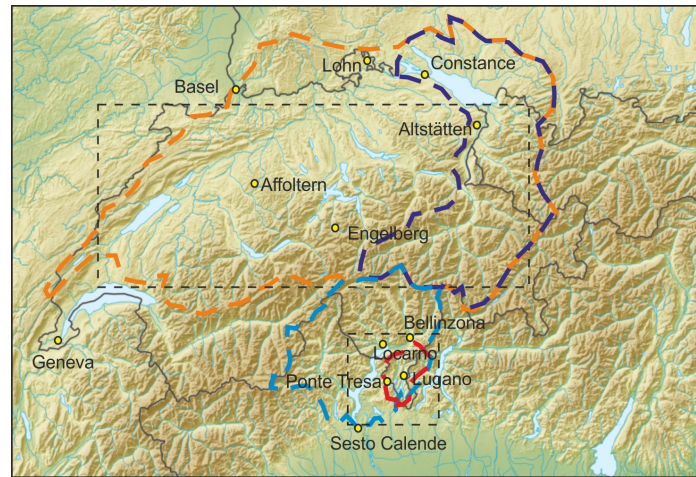 Lohn
Constance
Basel
Altstätten
Affoltern
Engelberg
Bellinzona
Locarno
Geneva
Ponte Tresa
Lugano
Sesto Calende